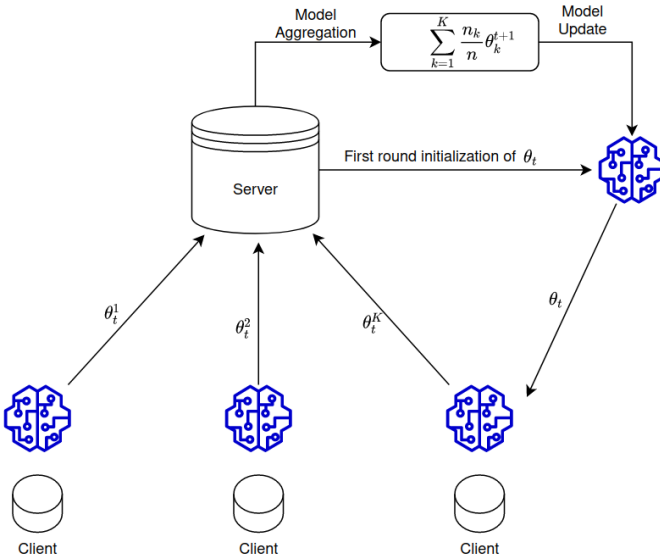 Model
Aggregation
$\sum_{k=1}^{K} \frac{n_k}{n} \theta_k^{t+1}$
Model
Update
First round initialization of $\theta_t$
Server
$\theta_t^1$
$\theta_t^2$
$\theta_t^K$
$\theta_t$
Client
Client
Client